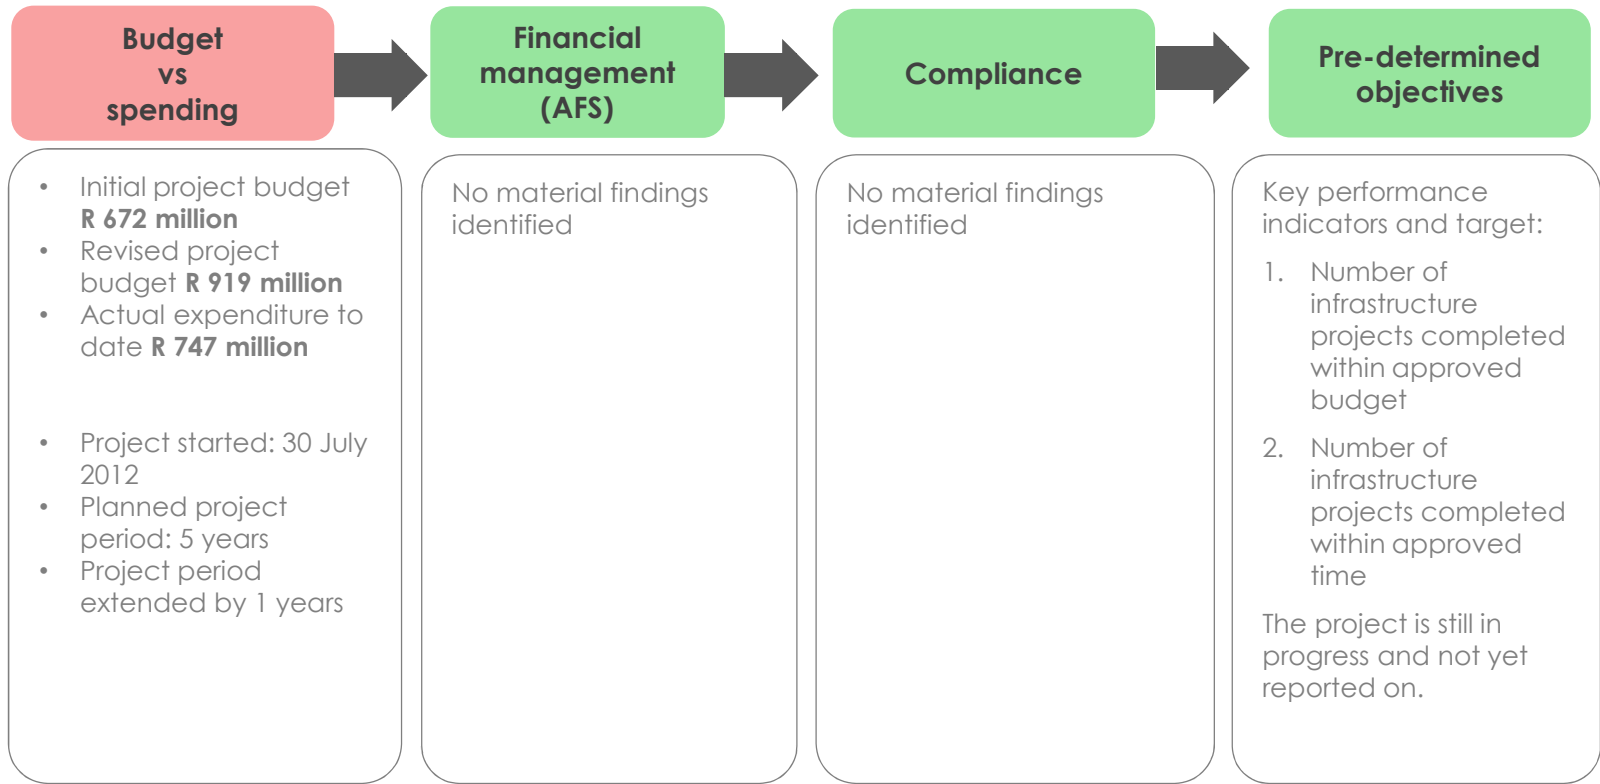 Budget
vs
spending
Financial
management
(AFS)
Compliance
Pre-determined
objectives
• Initial project budget
R 672 million
• Revised project
budget R 919 million
• Actual expenditure to
date R 747 million
• Project started: 30 July
2012
• Planned project
period: 5 years
• Project period
extended by 1 years
No material findings
identified
No material findings
identified
Key performance
indicators and target:
1. Number of
infrastructure
projects completed
within approved
budget
2. Number of
infrastructure
projects completed
within approved
time
The project is still in
progress and not yet
reported on.